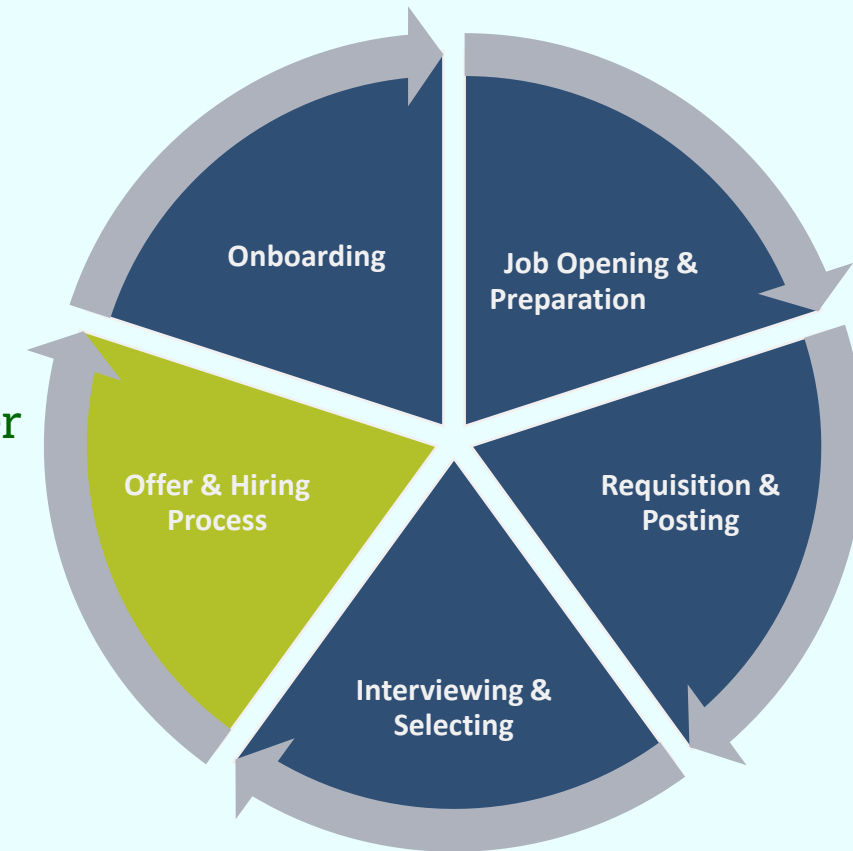 Onboarding
Job Opening &
Preparation
Offer & Hiring
Process
Requisition &
Posting
Interviewing &
Selecting